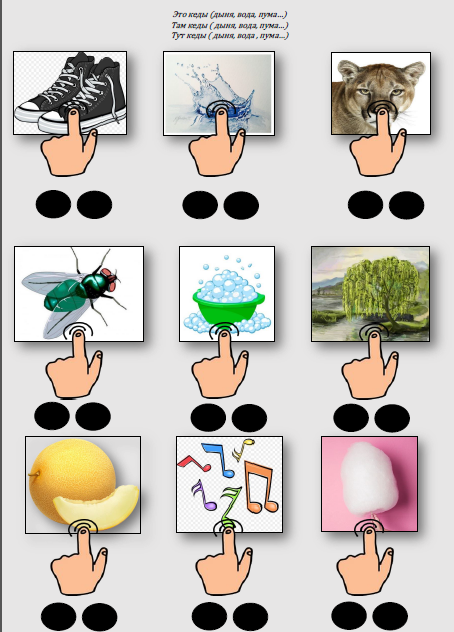 Это кеды (дыня, вода, пума...)
Там кеды ( дыня, вода, пума...)
Тут кеды ( дыня, вода , пума...)